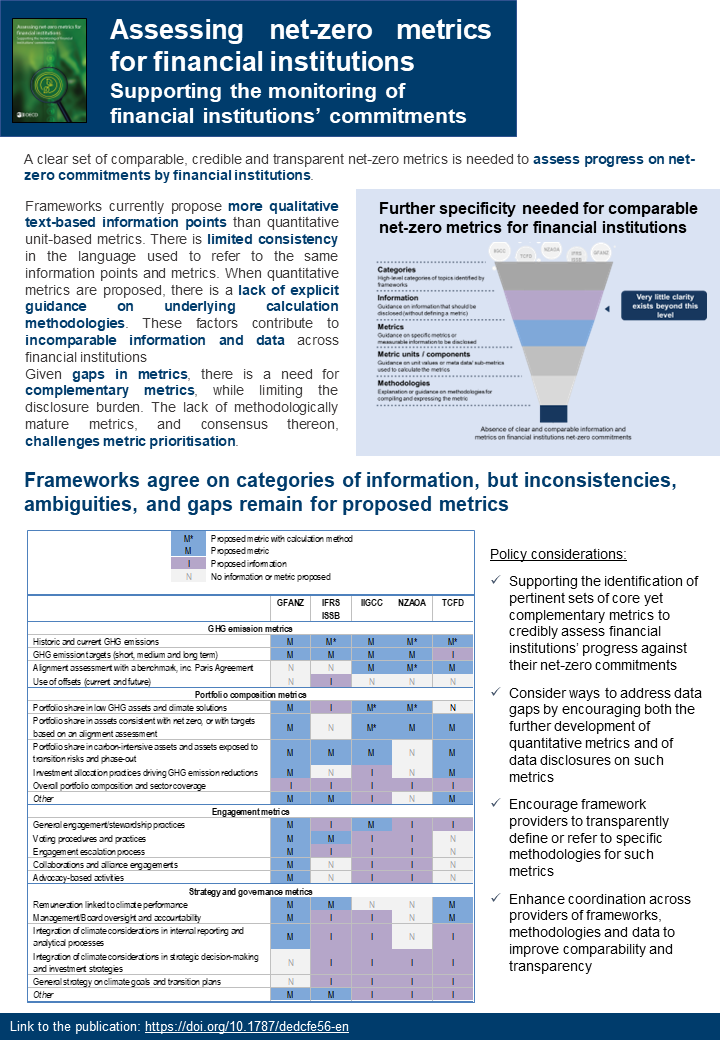 Assessing net-zero metrics for
financial institutions
Supporting the monitoring of financial
institutions' commitments
OECD
Assessing net-zero metrics
for financial institutions
Supporting the monitoring of
financial institutions' commitments
A clear set of comparable, credible and transparent net-zero metrics is needed to assess progress on net-
zero commitments by financial institutions.
Frameworks currently propose more qualitative
text-based information points than quantitative
unit-based metrics. There is limited consistency
in the language used to refer to the same
information points and metrics. When quantitative
metrics are proposed, there is a lack of explicit
guidance on underlying calculation
methodologies. These factors contribute to
incomparable information and data across
financial institutions
Given gaps in metrics, there is a need for
complementary metrics, while limiting the
disclosure burden. The lack of methodologically
mature metrics, and consensus thereon,
challenges metric prioritisation.
Further specificity needed for comparable
net-zero metrics for financial institutions
IIGCC TCFD NZAOA IFRS ISSB GFANZ
Categories
High-level categories of topics identified by
frameworks
Information
Guidance on information that should be
disclosed (without defining a metric)
Metrics
Guidance on specific metrics or
measurable information to be disclosed
Metric units / components
Guidance on unit values or meta data/ sub-metrics
used to calculate the metrics
Methodologies
Explanation or guidance on methodologies for
compiling and expressing the metric
Very little clarity
exists beyond this
level
Absence of clear and comparable information and
metrics on financial institutions net-zero commitments
Frameworks agree on categories of information, but inconsistencies,
ambiguities, and gaps remain for proposed metrics
M* Proposed metric with calculation method
M Proposed metric
I Proposed information
N No information or metric proposed
GFANZ IFRS ISSB IIGCC NZAOA TCFD
GHG emission metrics
Historic and current GHG emissions M M* M M* M*
GHG emission targets (short, medium and long term) M M M M I
Alignment assessment with a benchmark, inc. Paris Agreement N N M M* M
Use of offsets (current and future) N I N N N
Portfolio composition metrics
Portfolio share in low GHG assets and climate solutions M I M* M* N
Portfolio share in assets consistent with net zero, or with targets
based on an alignment assessment M N M* M M
Portfolio share in carbon-intensive assets and assets exposed to
transition risks and phase-out M M M N M
Investment allocation practices driving GHG emission reductions M N I N M
Overall portfolio composition and sector coverage I I I I I
Other M M I N M
Engagement metrics
General engagement/stewardship practices M I M I I
Voting procedures and practices M M I I N
Engagement escalation process M I I I N
Collaborations and alliance engagements M N I I N
Advocacy-based activities M N I I N
Strategy and governance metrics
Remuneration linked to climate performance M M N N M
Management/Board oversight and accountability M I I N M
Integration of climate considerations in internal reporting and
analytical processes M I I N I
Integration of climate considerations in strategic decision-making
and investment strategies N I I I I
General strategy on climate goals and transition plans N I I I I
Other M M I I I
Policy considerations:
✓ Supporting the identification of
pertinent sets of core yet
complementary metrics to
credibly assess financial
institutions' progress against
their net-zero commitments
✓ Consider ways to address data
gaps by encouraging both the
further development of
quantitative metrics and of
data disclosures on such
metrics
✓ Encourage framework
providers to transparently
define or refer to specific
methodologies for such
metrics
✓ Enhance coordination across
providers of frameworks,
methodologies and data to
improve comparability and
transparency
Link to the publication: https://doi.org/10.1787/dedcfe56-en